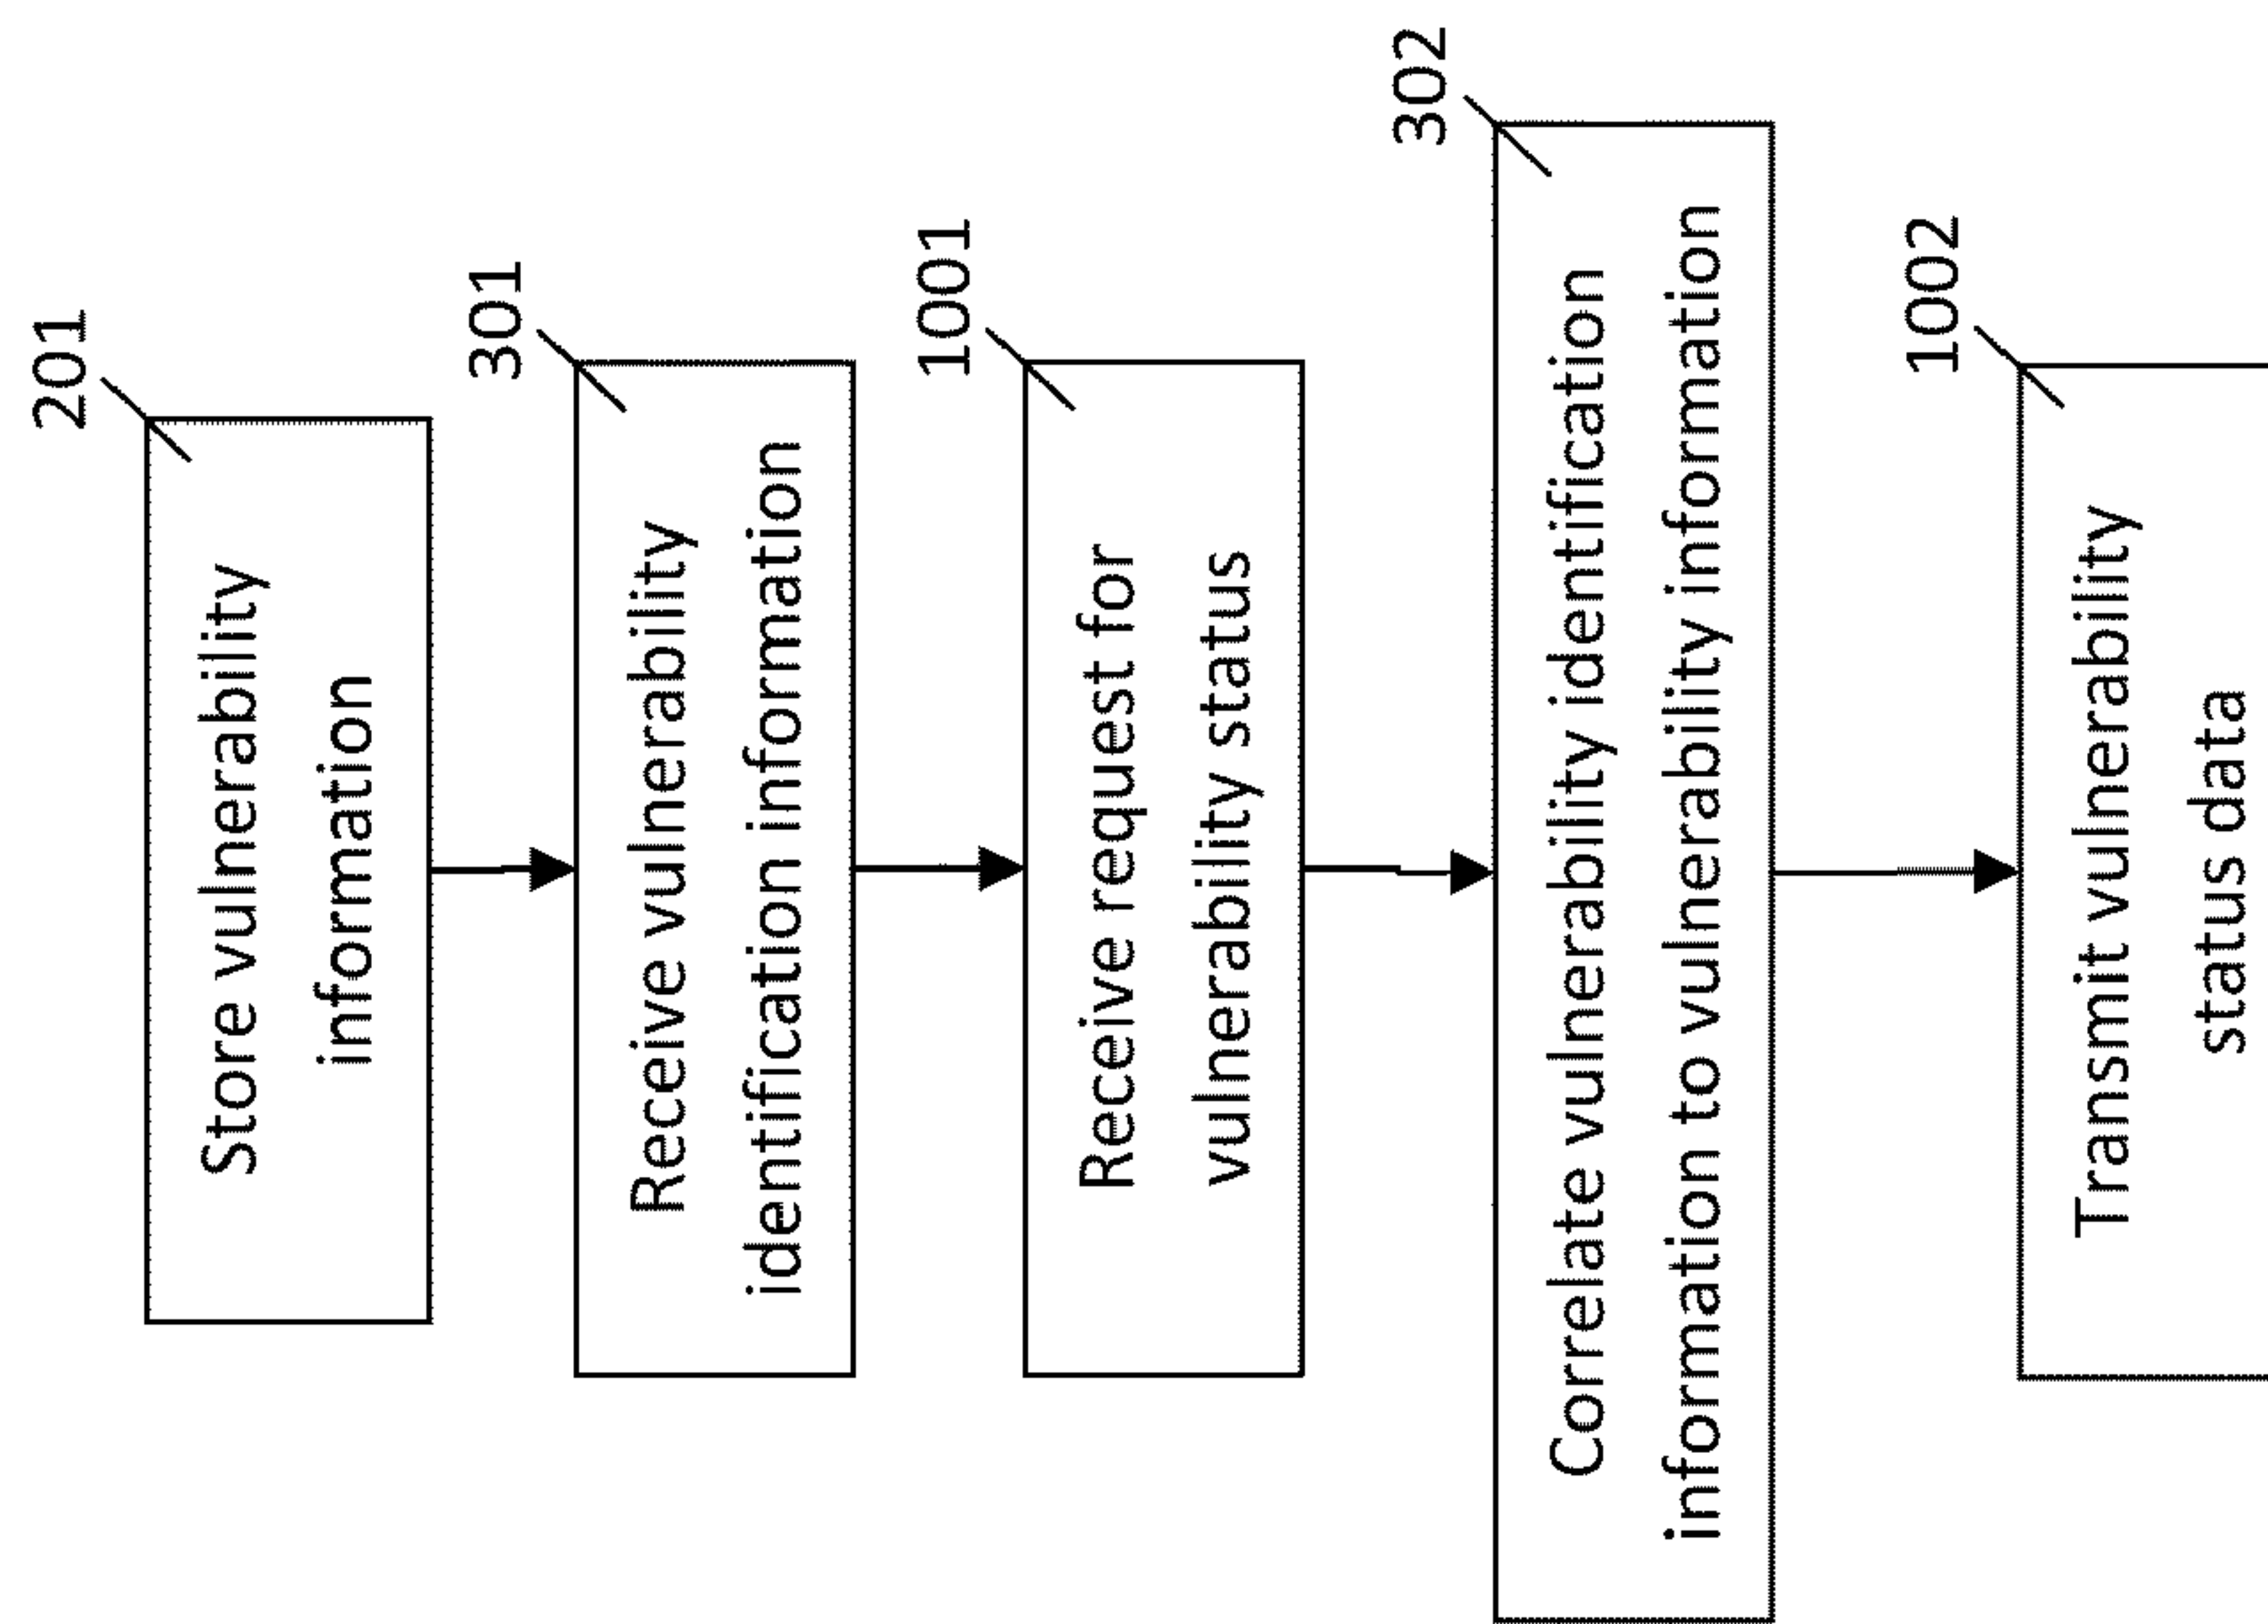 201
Store vulnerability
information
301
Receive vulnerability
identification information
1001
Receive request for
vulnerability status
302
Correlate vulnerability identification
information to vulnerability information
1002
Transmit vulnerability
status data